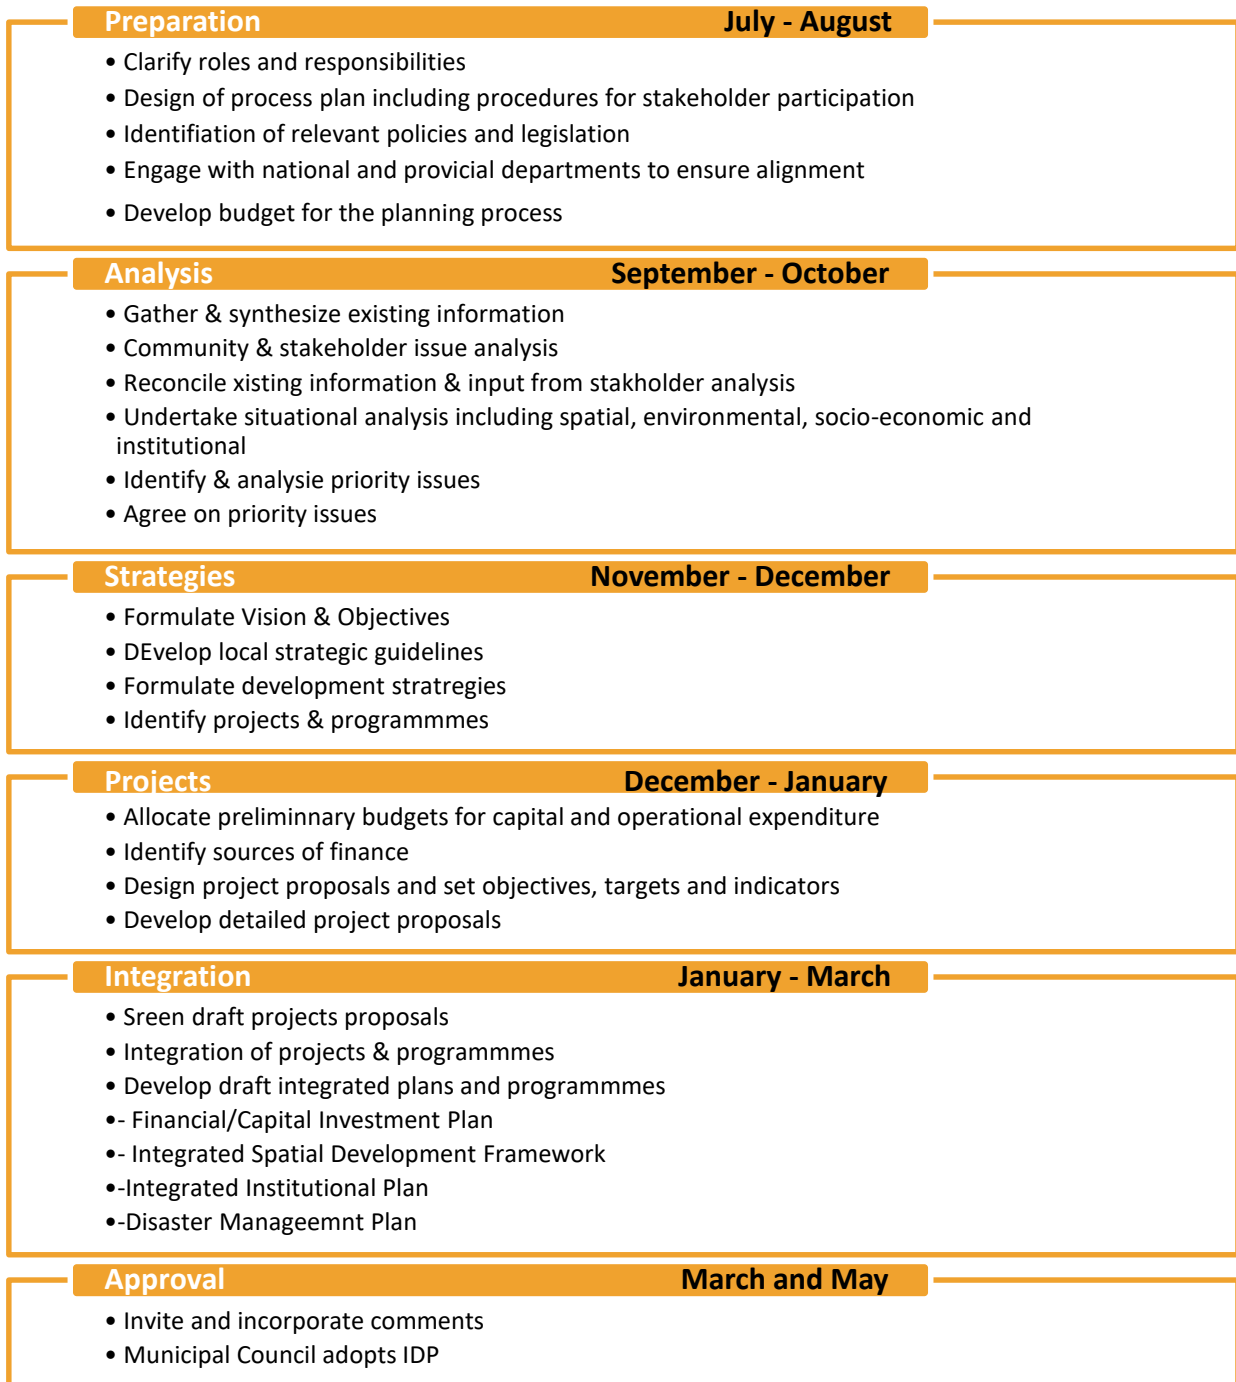 Preparation July - August
• Clarify roles and responsibilities
• Design of process plan including procedures for stakeholder participation
• Identifiation of relevant policies and legislation
• Engage with national and provicial departments to ensure alignment
• Develop budget for the planning process
Analysis September - October
• Gather & synthesize existing information
• Community & stakeholder issue analysis
• Reconcile xisting information & input from stakholder analysis
• Undertake situational analysis including spatial, environmental, socio-economic and
institutional
• Identify & analysie priority issues
• Agree on priority issues
Strategies November - December
• Formulate Vision & Objectives
• DEvelop local strategic guidelines
• Formulate development stratregies
• Identify projects & programmmes
Projects December - January
• Allocate preliminnary budgets for capital and operational expenditure
• Identify sources of finance
• Design project proposals and set objectives, targets and indicators
• Develop detailed project proposals
Integration January - March
• Sreen draft projects proposals
• Integration of projects & programmmes
• Develop draft integrated plans and programmmes
•- Financial/Capital Investment Plan
•- Integrated Spatial Development Framework
•-Integrated Institutional Plan
•-Disaster Manageemnt Plan
Approval March and May
• Invite and incorporate comments
• Municipal Council adopts IDP